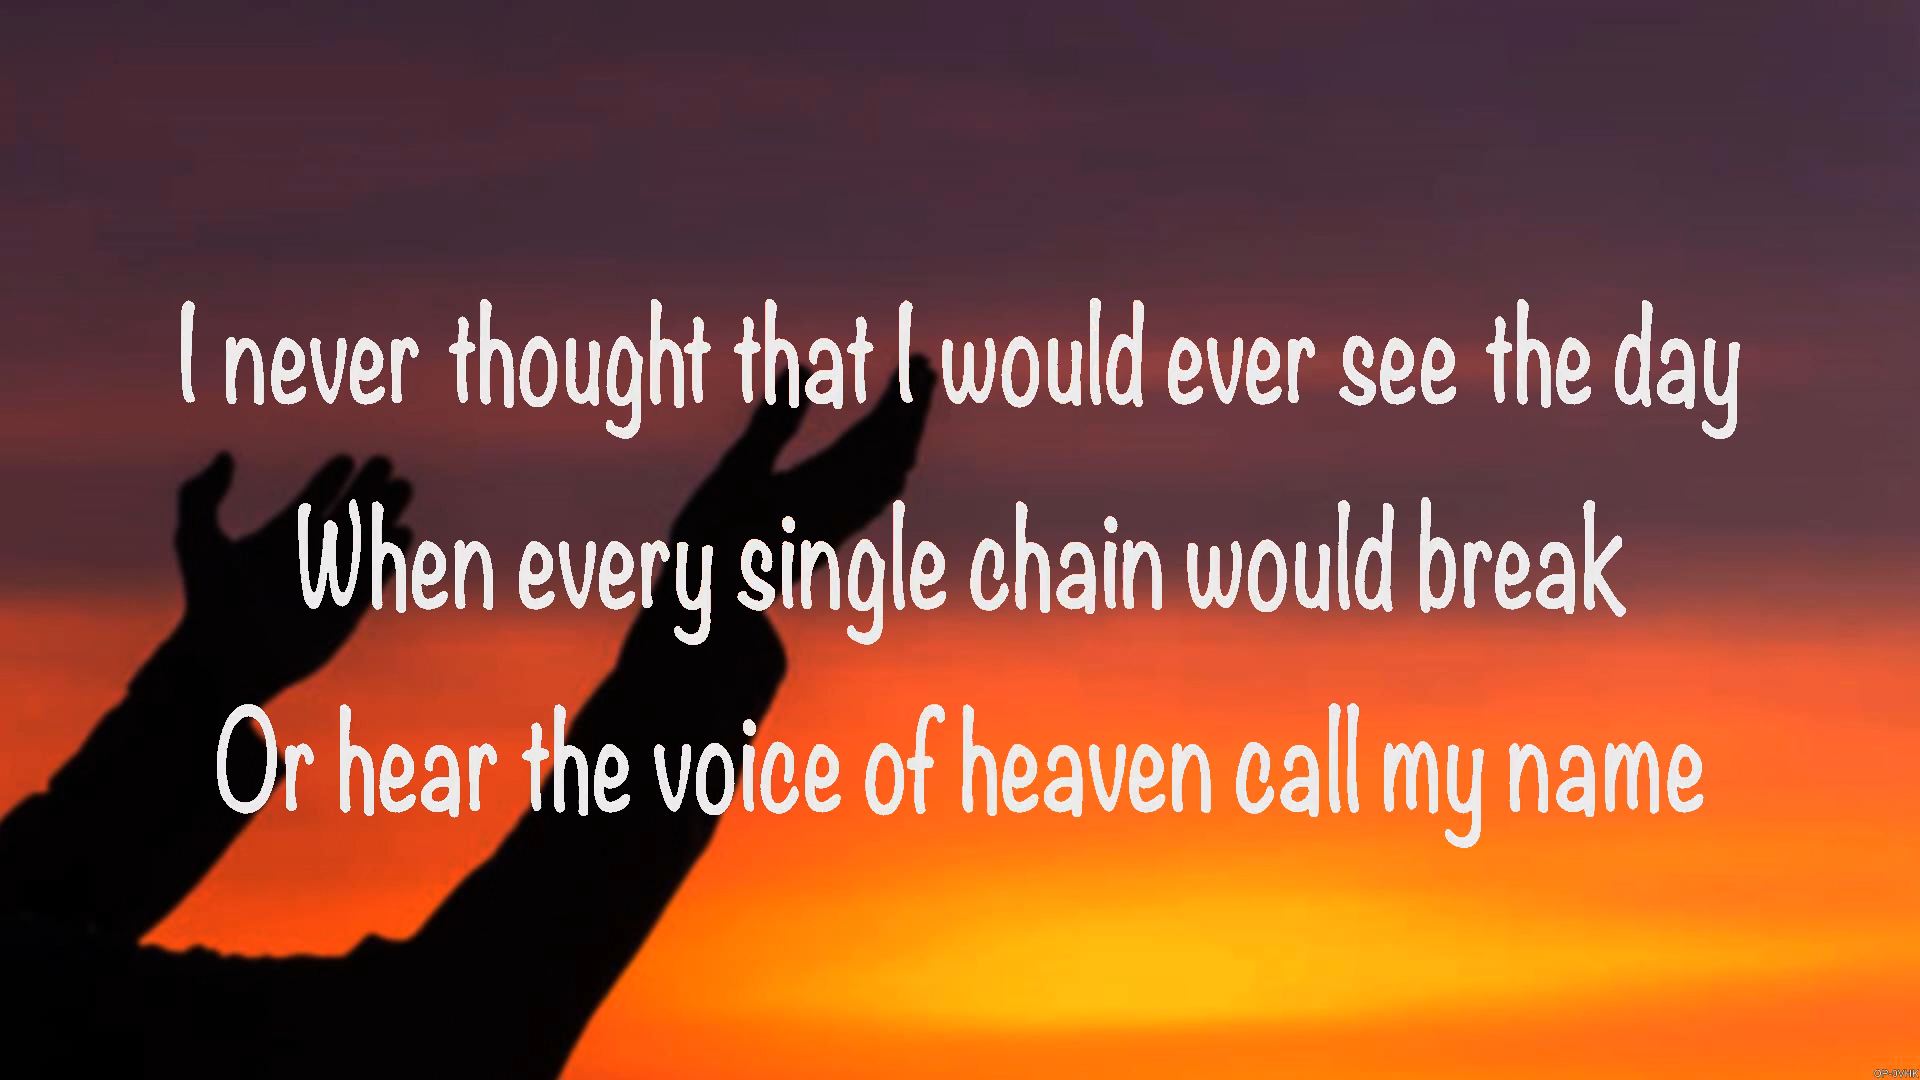 I never thought that I would ever see the day
When every single chain would break
Or hear the voice of heaven call my name